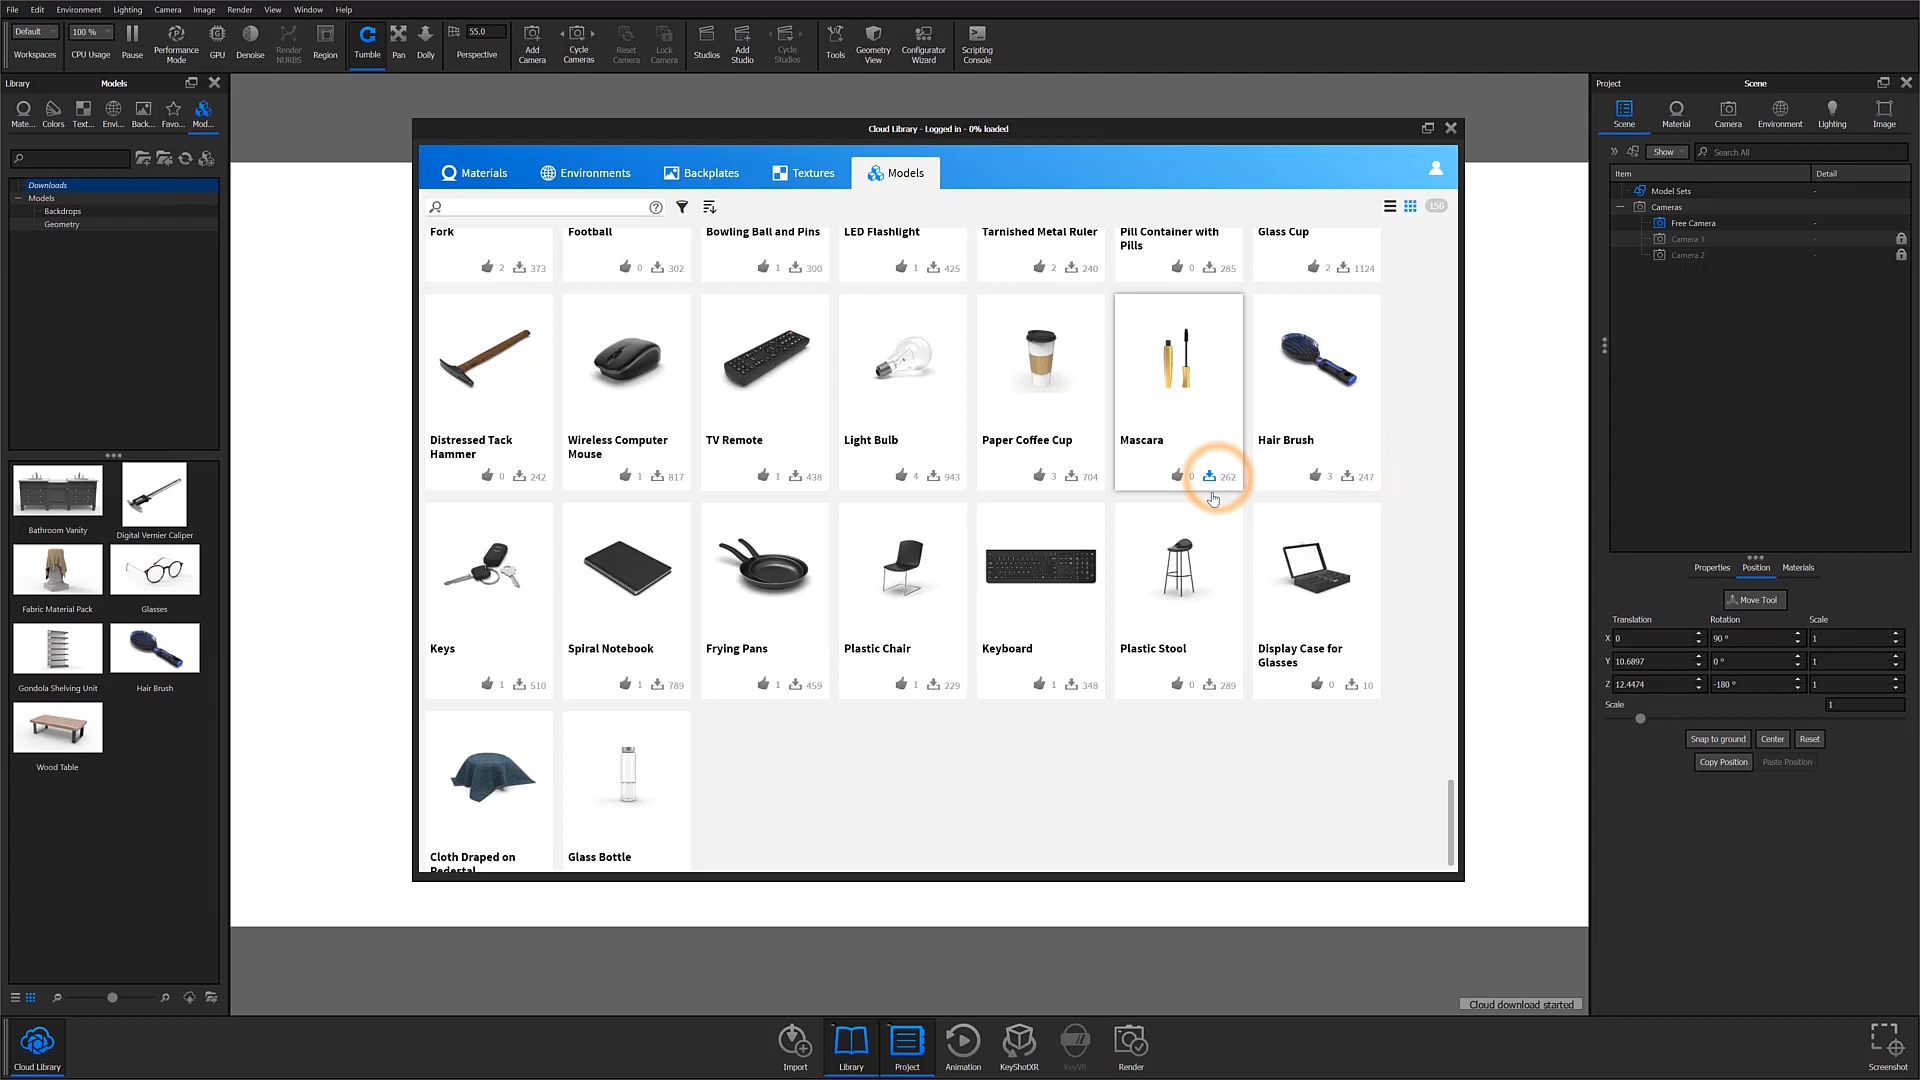 File Edit Environment Lighting Camera Image Render View Window Help
Default 100 % 55.0
Workspaces CPU Usage Pause Performance Mode GPU Denoise Render NURBS Region Tumble Pan Dolly Perspective Add Camera Cycle Cameras Reset Camera Lock Camera Studios Add Studio Cycle Studios Tools Geometry View Configurator Wizard Scripting Console
Library Models
Mate... Colors Text... Envi... Back... Favo... Mod...
Downloads
Models
Backdrops
Geometry
Bathroom Vanity Digital Vernier Caliper
Fabric Material Pack Glasses
Gondola Shelving Unit Hair Brush
Wood Table
Cloud Library - Logged in - 0% loaded
Materials Environments Backplates Textures Models
156
Fork Football Bowling Ball and Pins LED Flashlight Tarnished Metal Ruler Pill Container with Pills Glass Cup
2 373 0 302 1 300 1 425 2 240 0 285 2 1124
Distressed Tack Hammer Wireless Computer Mouse TV Remote Light Bulb Paper Coffee Cup Mascara Hair Brush
0 242 1 817 1 438 4 943 3 704 0 262 3 247
Keys Spiral Notebook Frying Pans Plastic Chair Keyboard Plastic Stool Display Case for Glasses
1 510 1 789 1 459 1 229 1 348 0 289 0 10
Cloth Draped on Pedestal Glass Bottle
Cloud download started
Project Scene
Scene Material Camera Environment Lighting Image
Show Search All
Item Detail
Model Sets -
Cameras
Free Camera -
Camera 1 -
Camera 2 -
Properties Position Materials
Move Tool
Translation Rotation Scale
X 0 90 ° 1
Y 10.6897 0 ° 1
Z 12.4474 -180 ° 1
Scale 1
Snap to ground Center Reset
Copy Position Paste Position
Cloud Library Import Library Project Animation KeyShotXR KeyVR Render Screenshot